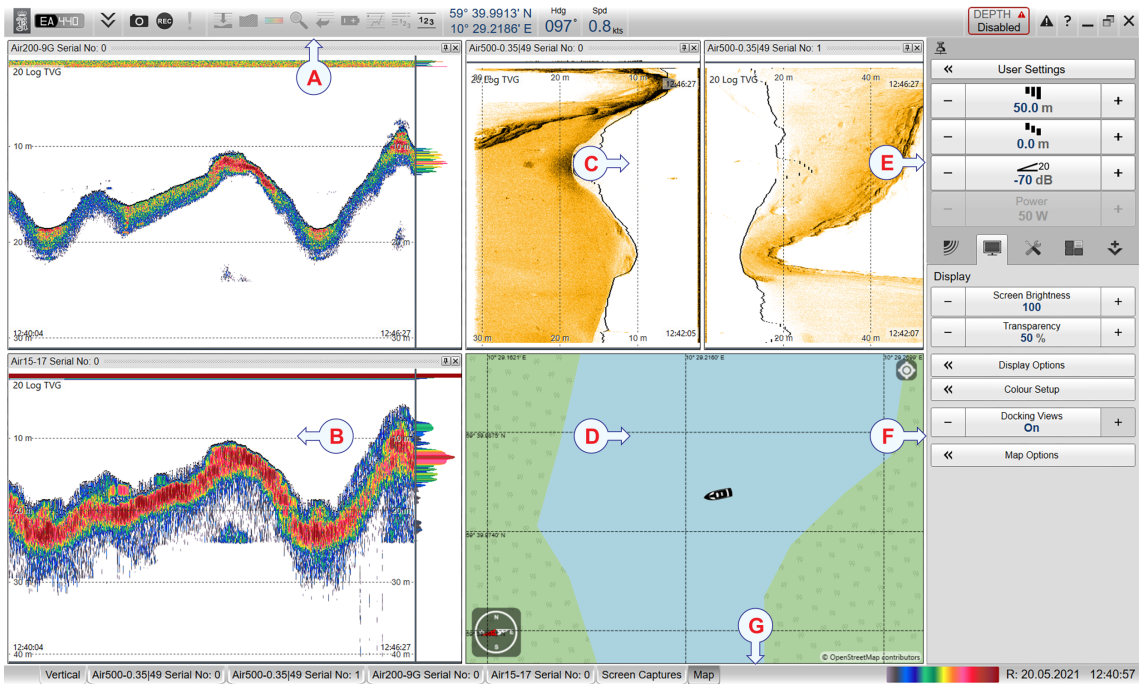 EA 440
REC
123
123
59° 39.9913' N
10° 29.2186' E
Hdg
097°
Spd
0.8 kts
DEPTH
Disabled
?
Air200-9G Serial No: 0
20 Log TVG
10 m
20 m
20 m
30 m
30 m
12:40:04
12:46:27
A
Air500-0.35|49 Serial No: 0
20 Log TVG
30 m
20 m
10 m
12:46:27
C
30 m
20 m
10 m
12:42:05
Air500-0.35|49 Serial No: 1
20 Log TVG
20 m
40 m
12:46:27
E
20 m
40 m
12:42:07
Air15-17 Serial No: 0
20 Log TVG
10 m
10 m
B
30 m
30 m
12:40:04
12:46:27
40 m
40 m
10° 29.1621' E
10° 29.2160' E
D
F
N
S
G
© OpenStreetMap contributors
User Settings
50.0 m
0.0 m
20
-70 dB
Power
50 W
Display
Screen Brightness
100
Transparency
50 %
Display Options
Colour Setup
Docking Views
On
Map Options
Vertical
Air500-0.35|49 Serial No: 0
Air500-0.35|49 Serial No: 1
Air200-9G Serial No: 0
Air15-17 Serial No: 0
Screen Captures
Map
R: 20.05.2021
12:40:57